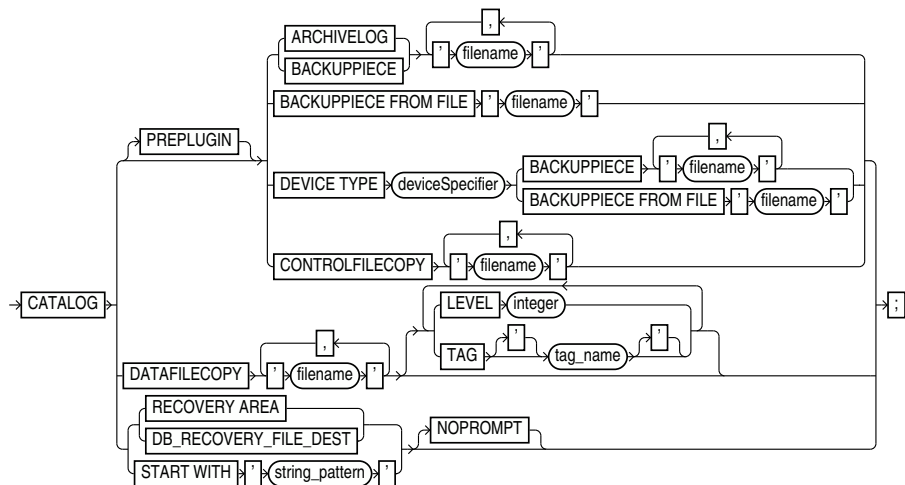 ,
ARCHIVELOG
' filename '
BACKUPPIECE
BACKUPPIECE FROM FILE ' filename '
PREPLUGIN
,
BACKUPPIECE ' filename '
DEVICE TYPE deviceSpecifier
BACKUPPIECE FROM FILE ' filename '
,
CONTROLFILECOPY ' filename '
CATALOG ;
LEVEL integer
,
TAG ' tag_name '
DATAFILECOPY ' filename '
RECOVERY AREA
DB_RECOVERY_FILE_DEST
NOPROMPT
START WITH ' string_pattern '